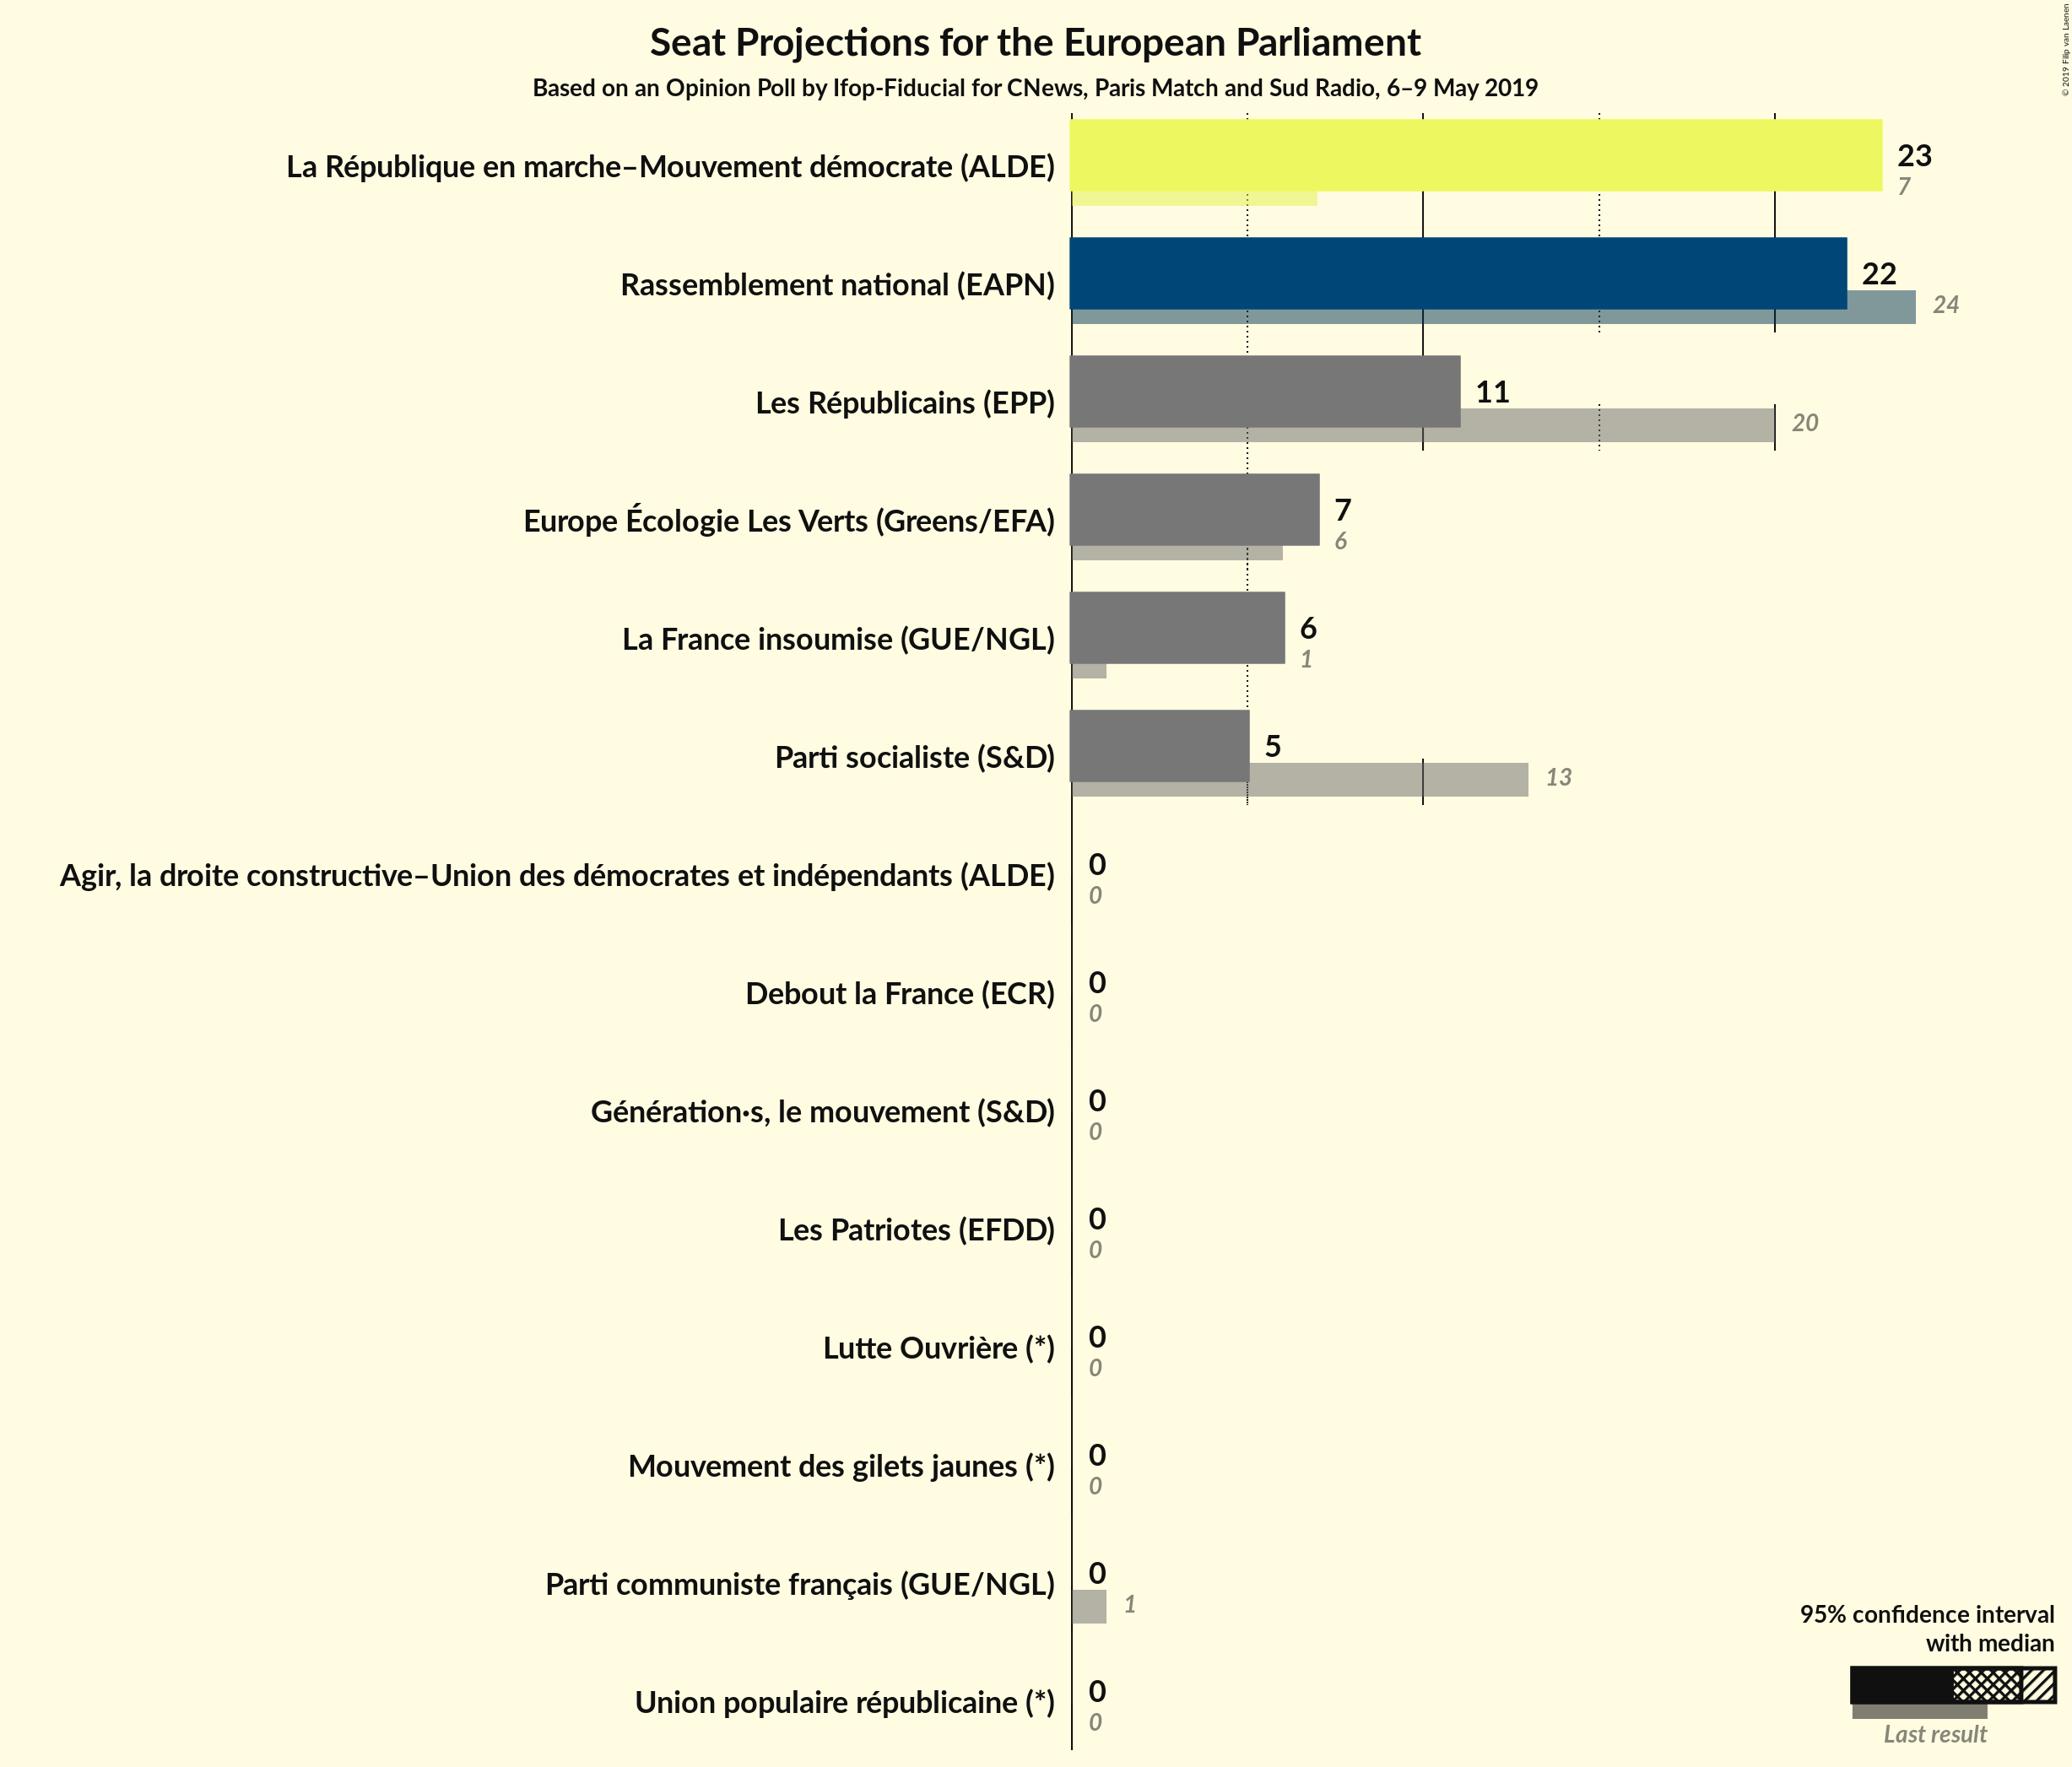 Seat Projections for the European Parliament
Based on an Opinion Poll by Ifop-Fiducial for CNews, Paris Match and Sud Radio, 6–9 May 2019
© 2019 Filip van Laenen
La République en marche–Mouvement démocrate (ALDE)
23
7
Rassemblement national (EAPN)
22
24
Les Républicains (EPP)
11
20
Europe Écologie Les Verts (Greens/EFA)
7
6
La France insoumise (GUE/NGL)
6
1
Parti socialiste (S&D)
5
13
Agir, la droite constructive–Union des démocrates et indépendants (ALDE)
0
0
Debout la France (ECR)
0
0
Génération·s, le mouvement (S&D)
0
0
Les Patriotes (EFDD)
0
0
Lutte Ouvrière (*)
0
0
Mouvement des gilets jaunes (*)
0
0
Parti communiste français (GUE/NGL)
0
1
Union populaire républicaine (*)
0
0
95% confidence interval
with median
Last result